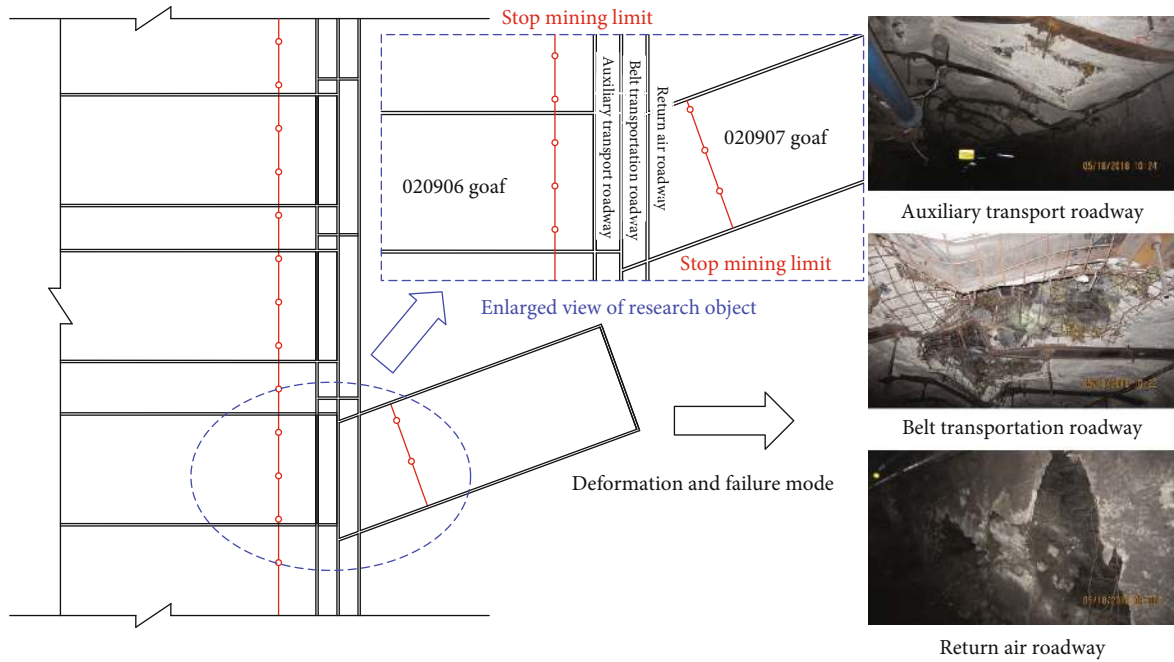 Stop mining limit
Auxiliary transport roadway
Belt transportation roadway
Return air roadway
020906 goaf
020907 goaf
Stop mining limit
Enlarged view of research object
Deformation and failure mode
05/18/2018 10:24
Auxiliary transport roadway
Belt transportation roadway
Return air roadway